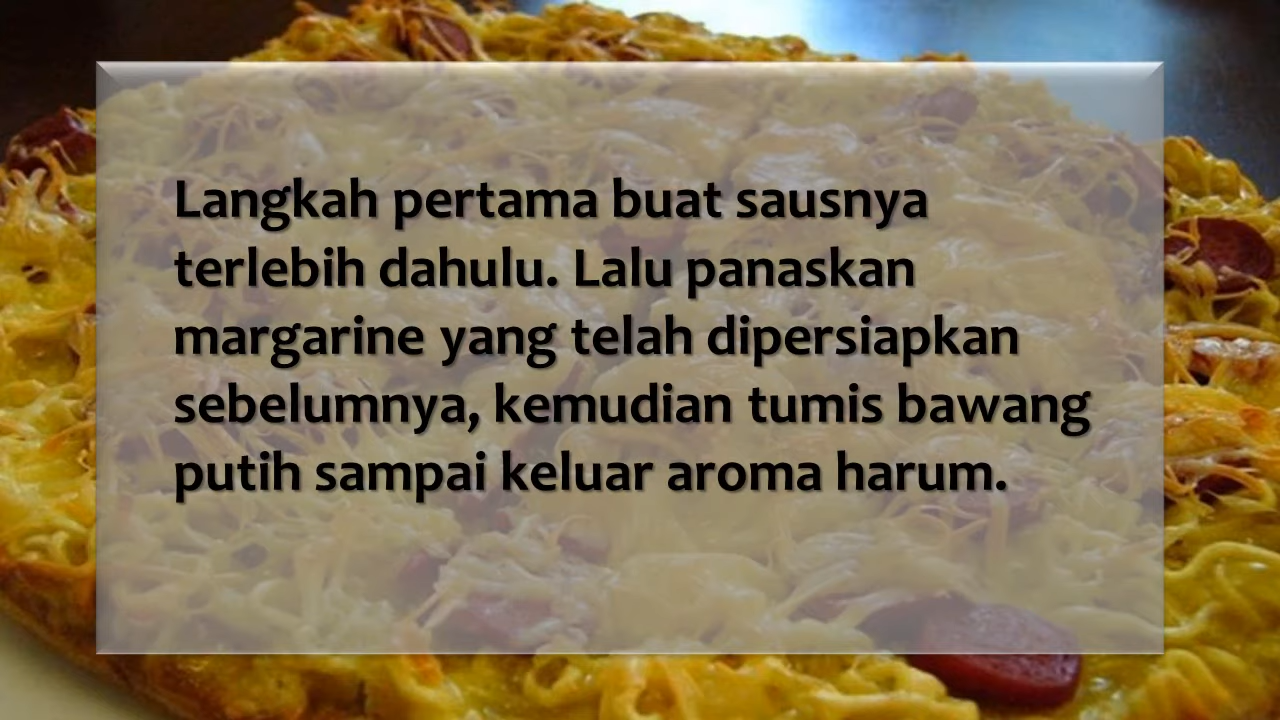 Langkah pertama buat sausnya
terlebih dahulu. Lalu panaskan
margarine yang telah dipersiapkan
sebelumnya, kemudian tumis bawang
putih sampai keluar aroma harum.